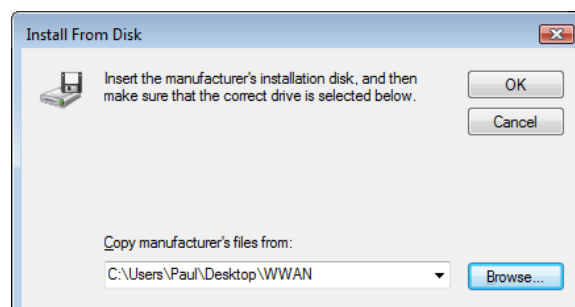 Install From Disk
Insert the manufacturer's installation disk, and then
make sure that the correct drive is selected below.
OK
Cancel
Copy manufacturer's files from:
C:\Users\Paul\Desktop\WWAN
Browse...